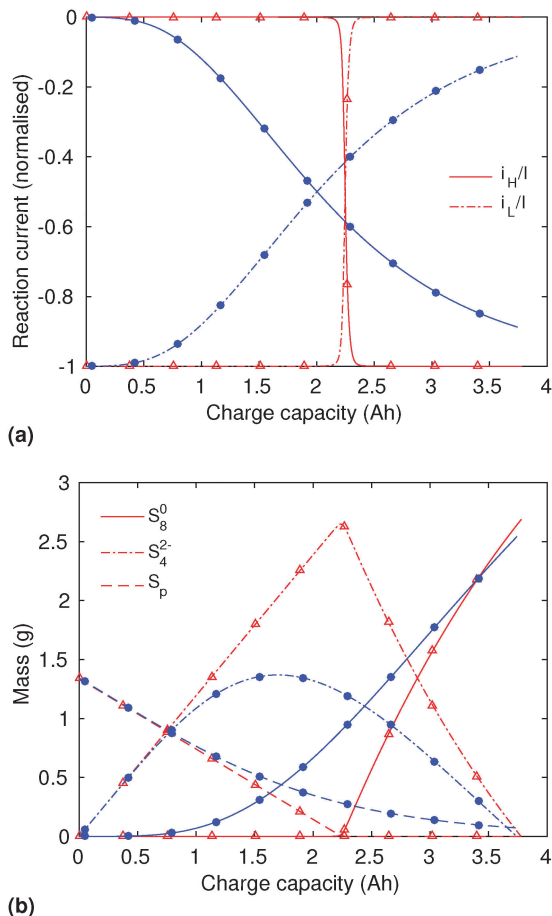 0
-0.2
-0.4
-0.6
-0.8
-1
Reaction current (normalised)
i_H/I
i_L/I
0 0.5 1 1.5 2 2.5 3 3.5 4
Charge capacity (Ah)
(a)
3
2.5
2
1.5
1
0.5
0
Mass (g)
S_8^0
S_4^{2-}
S_p
0 0.5 1 1.5 2 2.5 3 3.5 4
Charge capacity (Ah)
(b)